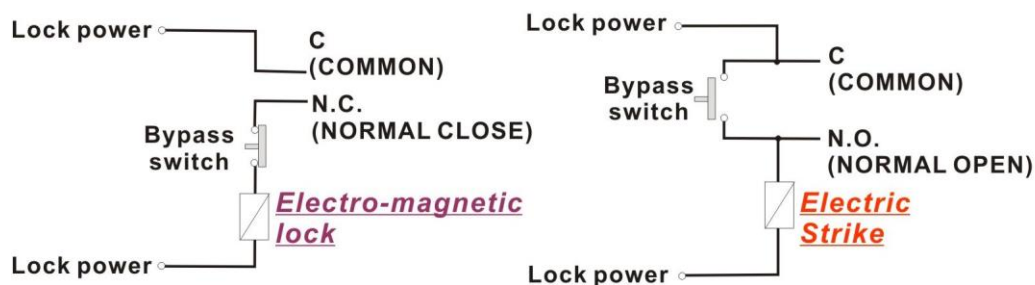 Lock power
C
(COMMON)
N.C.
(NORMAL CLOSE)
Bypass
switch
Electro-magnetic
lock
Lock power
Lock power
C
(COMMON)
Bypass
switch
N.O.
(NORMAL OPEN)
Electric
Strike
Lock power